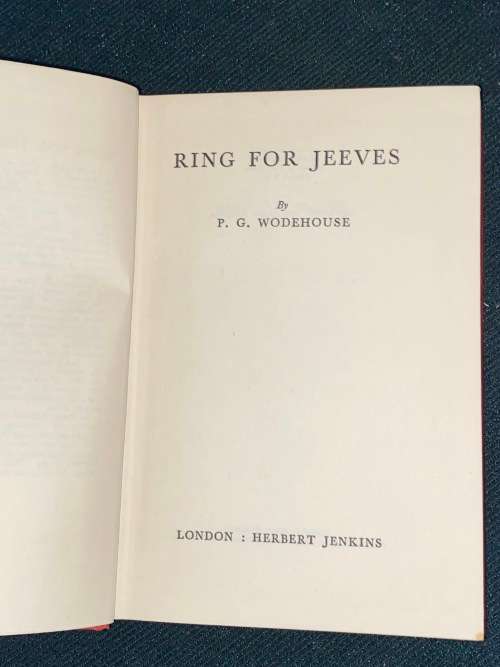 RING FOR JEEVES
By
P. G. WODEHOUSE
LONDON : HERBERT JENKINS